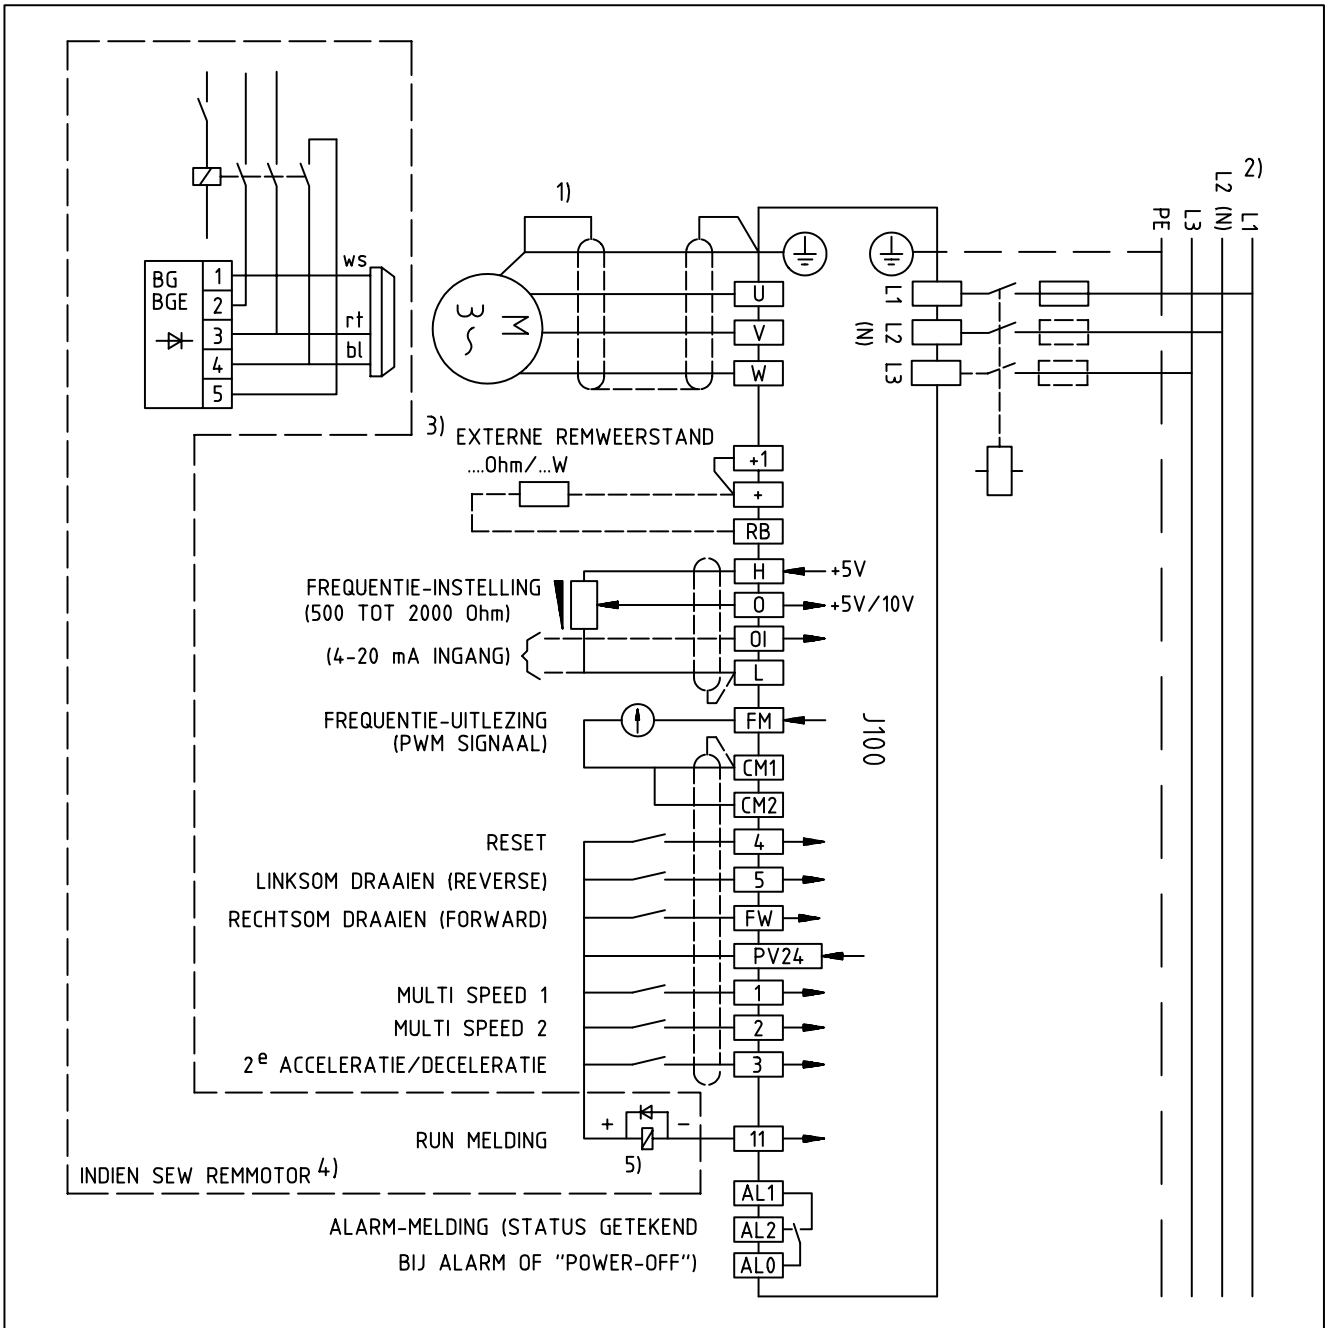 1)
2)
PE
L3
L2 (N)
L1
BG
BGE
1
2
3
4
5
ws
rt
bl
M
3~
U
V
W
L1
L2
(N)
L3
3)
EXTERNE REMWEERSTAND
....Ohm/...W
+1
+
RB
FREQUENTIE-INSTELLING
(500 TOT 2000 Ohm)
(4-20 mA INGANG)
H
+5V
O
+5V/10V
OI
L
FREQUENTIE-UITLEZING
(PWM SIGNAAL)
FM
J100
CM1
CM2
RESET
4
LINKSOM DRAAIEN (REVERSE)
5
RECHTSOM DRAAIEN (FORWARD)
FW
PV24
MULTI SPEED 1
1
MULTI SPEED 2
2
2e ACCELERATIE/DECELERATIE
3
RUN MELDING
+
-
11
5)
INDIEN SEW REMMOTOR 4)
AL1
ALARM-MELDING (STATUS GETEKEND
AL2
BIJ ALARM OF "POWER-OFF")
AL0